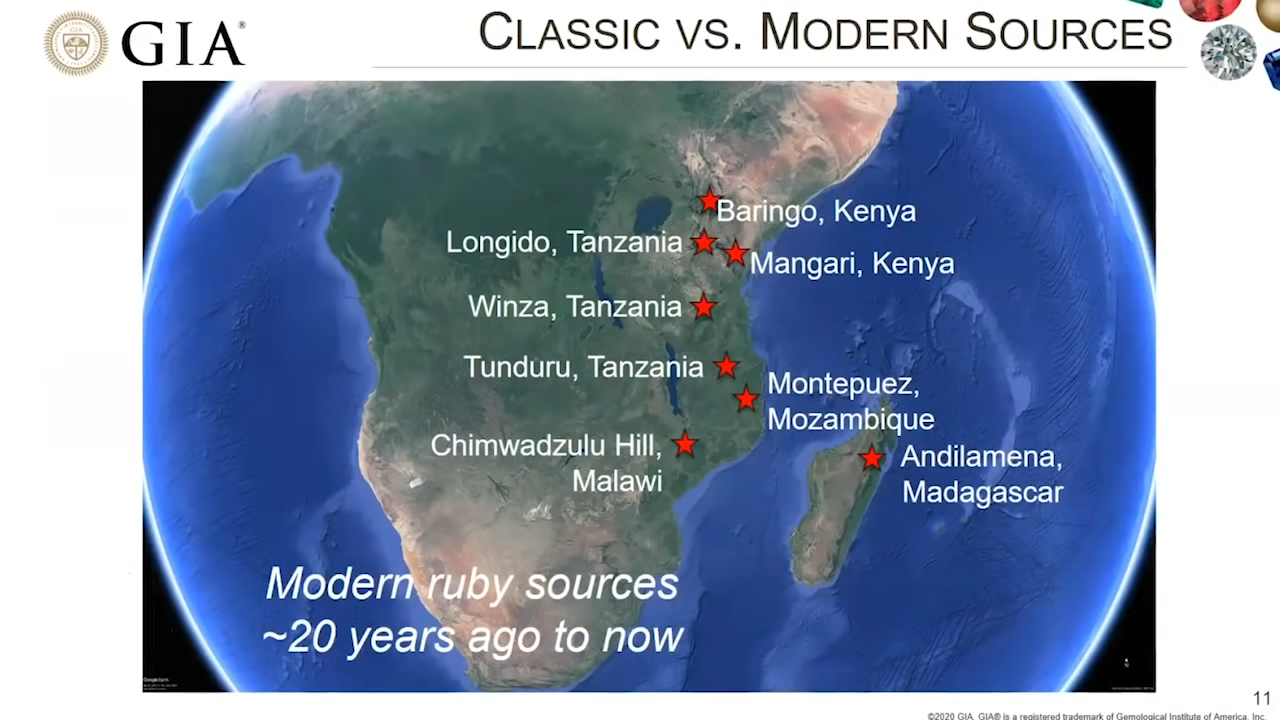 GIA®
CLASSIC VS. MODERN SOURCES
Baringo, Kenya
Longido, Tanzania
Mangari, Kenya
Winza, Tanzania
Tunduru, Tanzania
Montepuez,
Mozambique
Chimwadzulu Hill,
Malawi
Andilamena,
Madagascar
Modern ruby sources
~20 years ago to now
Google Earth
N
11
©2020 GIA. GIA® is a registered trademark of Gemological Institute of America, Inc.